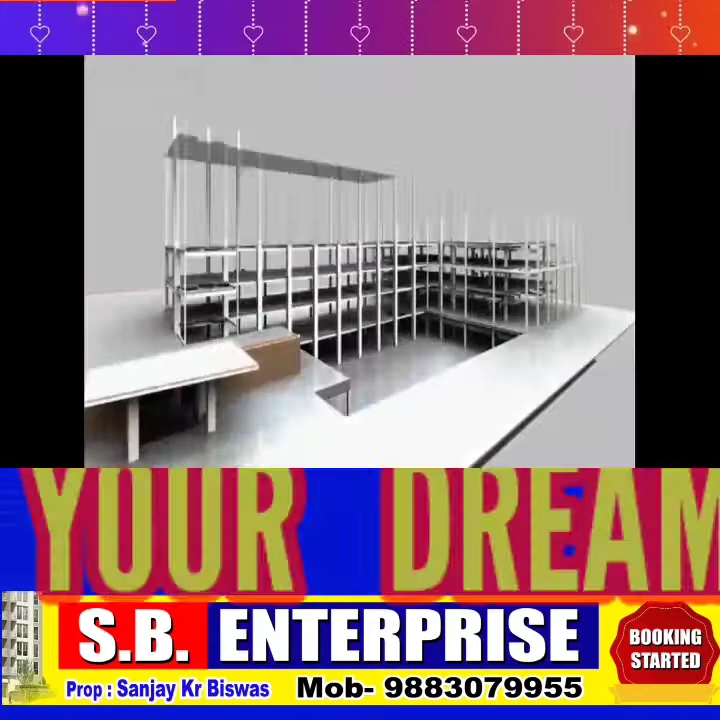 YOUR DREAM
S.B. ENTERPRISE
BOOKING
STARTED
Prop : Sanjay Kr Biswas
Mob- 9883079955